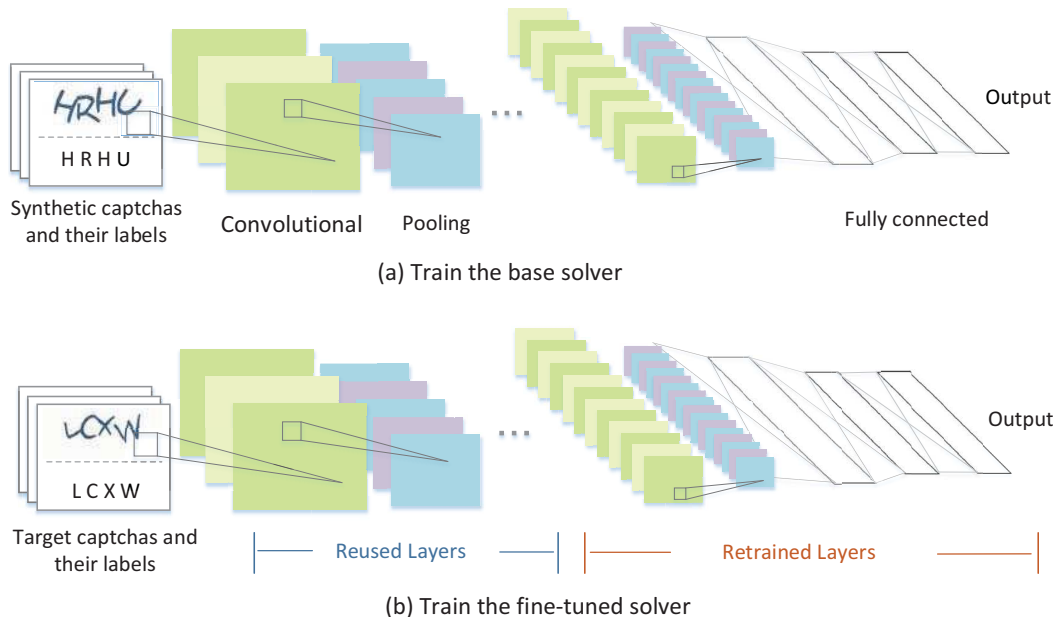 HRHU
H R H U
Synthetic captchas
and their labels
Convolutional
Pooling
...
Fully connected
Output
(a) Train the base solver
LCXW
L C X W
Target captchas and
their labels
...
Output
Reused Layers
Retrained Layers
(b) Train the fine-tuned solver